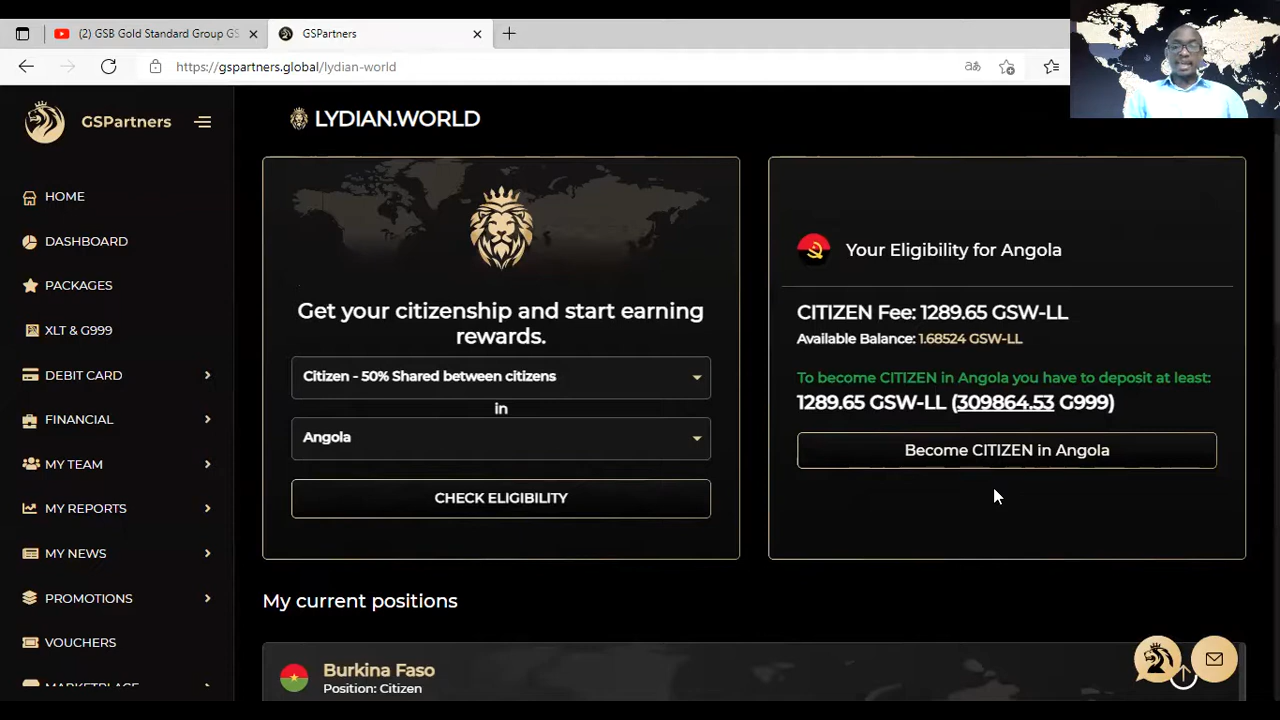 (2) GSB Gold Standard Group GS
GSPartners
https://gspartners.global/lydian-world
GSPartners
HOME
DASHBOARD
PACKAGES
XLT & G999
DEBIT CARD
FINANCIAL
MY TEAM
MY REPORTS
MY NEWS
PROMOTIONS
VOUCHERS
MARKETPLACE
LYDIAN.WORLD
Get your citizenship and start earning
rewards.
Citizen - 50% Shared between citizens
in
Angola
CHECK ELIGIBILITY
Your Eligibility for Angola
CITIZEN Fee: 1289.65 GSW-LL
Available Balance: 1.68524 GSW-LL
To become CITIZEN in Angola you have to deposit at least:
1289.65 GSW-LL (309864.53 G999)
Become CITIZEN in Angola
My current positions
Burkina Faso
Position: Citizen